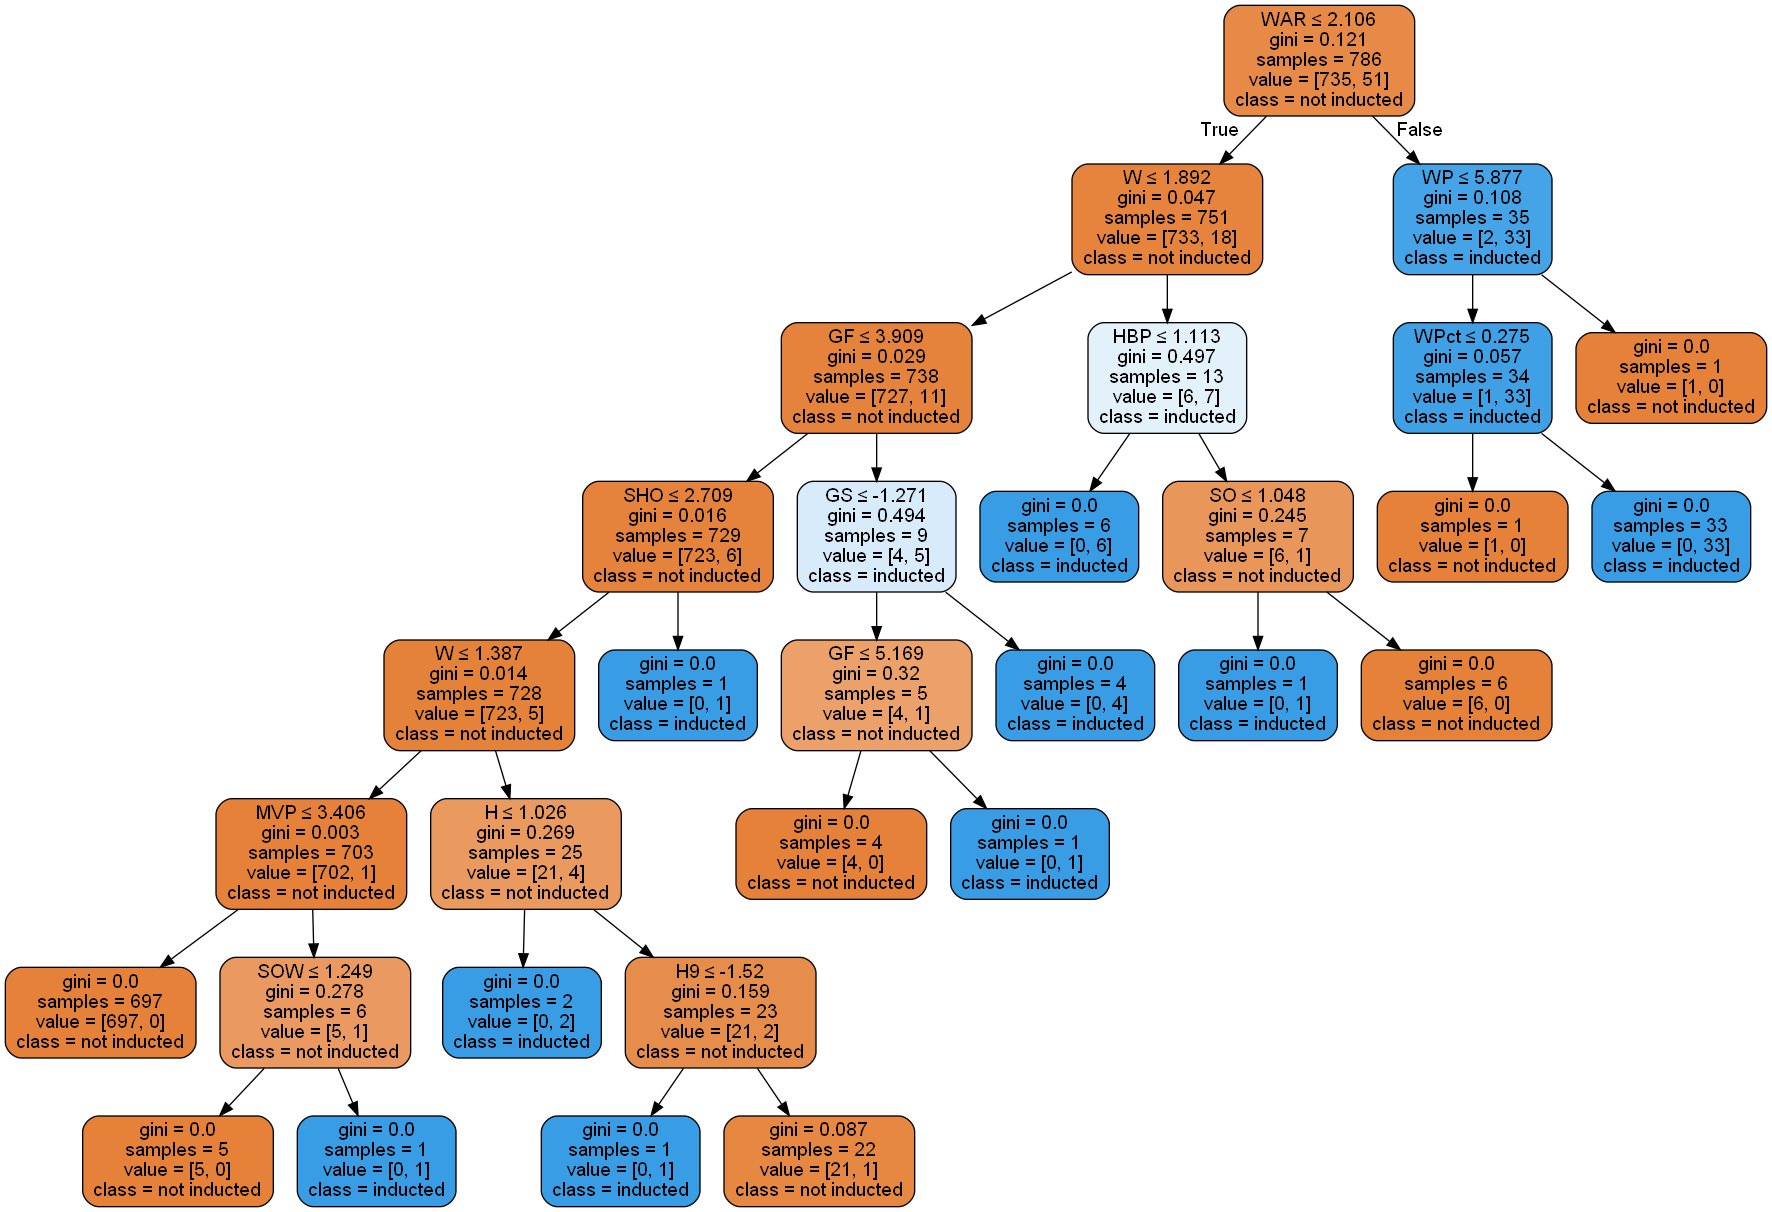 WAR ≤ 2.106
gini = 0.121
samples = 786
value = [735, 51]
class = not inducted
True
False
W ≤ 1.892
gini = 0.047
samples = 751
value = [733, 18]
class = not inducted
WP ≤ 5.877
gini = 0.108
samples = 35
value = [2, 33]
class = inducted
GF ≤ 3.909
gini = 0.029
samples = 738
value = [727, 11]
class = not inducted
HBP ≤ 1.113
gini = 0.497
samples = 13
value = [6, 7]
class = inducted
WPct ≤ 0.275
gini = 0.057
samples = 34
value = [1, 33]
class = inducted
gini = 0.0
samples = 1
value = [1, 0]
class = not inducted
SHO ≤ 2.709
gini = 0.016
samples = 729
value = [723, 6]
class = not inducted
GS ≤ -1.271
gini = 0.494
samples = 9
value = [4, 5]
class = inducted
gini = 0.0
samples = 6
value = [0, 6]
class = inducted
SO ≤ 1.048
gini = 0.245
samples = 7
value = [6, 1]
class = not inducted
gini = 0.0
samples = 1
value = [1, 0]
class = not inducted
gini = 0.0
samples = 33
value = [0, 33]
class = inducted
W ≤ 1.387
gini = 0.014
samples = 728
value = [723, 5]
class = not inducted
gini = 0.0
samples = 1
value = [0, 1]
class = inducted
GF ≤ 5.169
gini = 0.32
samples = 5
value = [4, 1]
class = not inducted
gini = 0.0
samples = 4
value = [0, 4]
class = inducted
gini = 0.0
samples = 1
value = [0, 1]
class = inducted
gini = 0.0
samples = 6
value = [6, 0]
class = not inducted
MVP ≤ 3.406
gini = 0.003
samples = 703
value = [702, 1]
class = not inducted
H ≤ 1.026
gini = 0.269
samples = 25
value = [21, 4]
class = not inducted
gini = 0.0
samples = 4
value = [4, 0]
class = not inducted
gini = 0.0
samples = 1
value = [0, 1]
class = inducted
gini = 0.0
samples = 697
value = [697, 0]
class = not inducted
SOW ≤ 1.249
gini = 0.278
samples = 6
value = [5, 1]
class = not inducted
gini = 0.0
samples = 2
value = [0, 2]
class = inducted
H9 ≤ -1.52
gini = 0.159
samples = 23
value = [21, 2]
class = not inducted
gini = 0.0
samples = 5
value = [5, 0]
class = not inducted
gini = 0.0
samples = 1
value = [0, 1]
class = inducted
gini = 0.0
samples = 1
value = [0, 1]
class = inducted
gini = 0.087
samples = 22
value = [21, 1]
class = not inducted